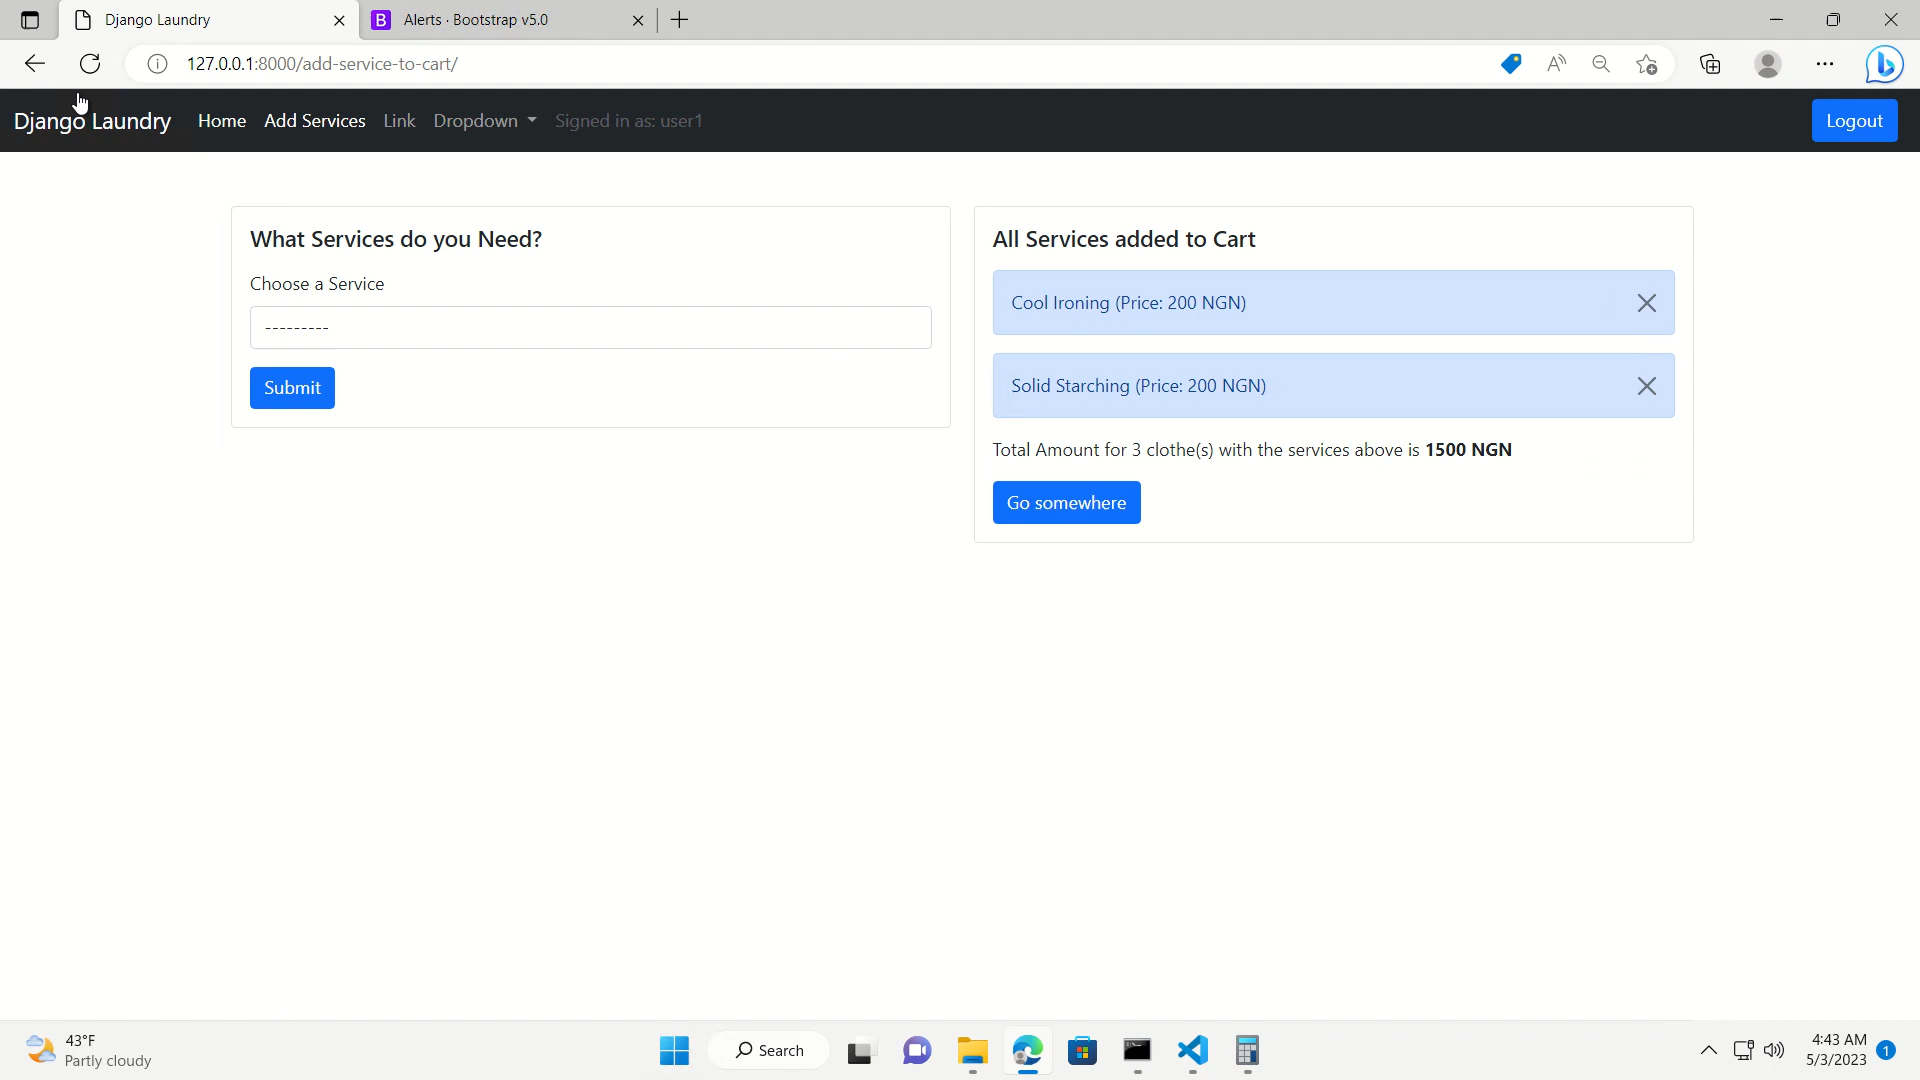 Django Laundry
Alerts · Bootstrap v5.0
127.0.0.1:8000/add-service-to-cart/
Django Laundry Home Add Services Link Dropdown Signed in as: user1 Logout
What Services do you Need?
Choose a Service
---------
Submit
All Services added to Cart
Cool Ironing (Price: 200 NGN)
Solid Starching (Price: 200 NGN)
Total Amount for 3 clothe(s) with the services above is 1500 NGN
Go somewhere
43°F
Partly cloudy
Search
4:43 AM
5/3/2023
1